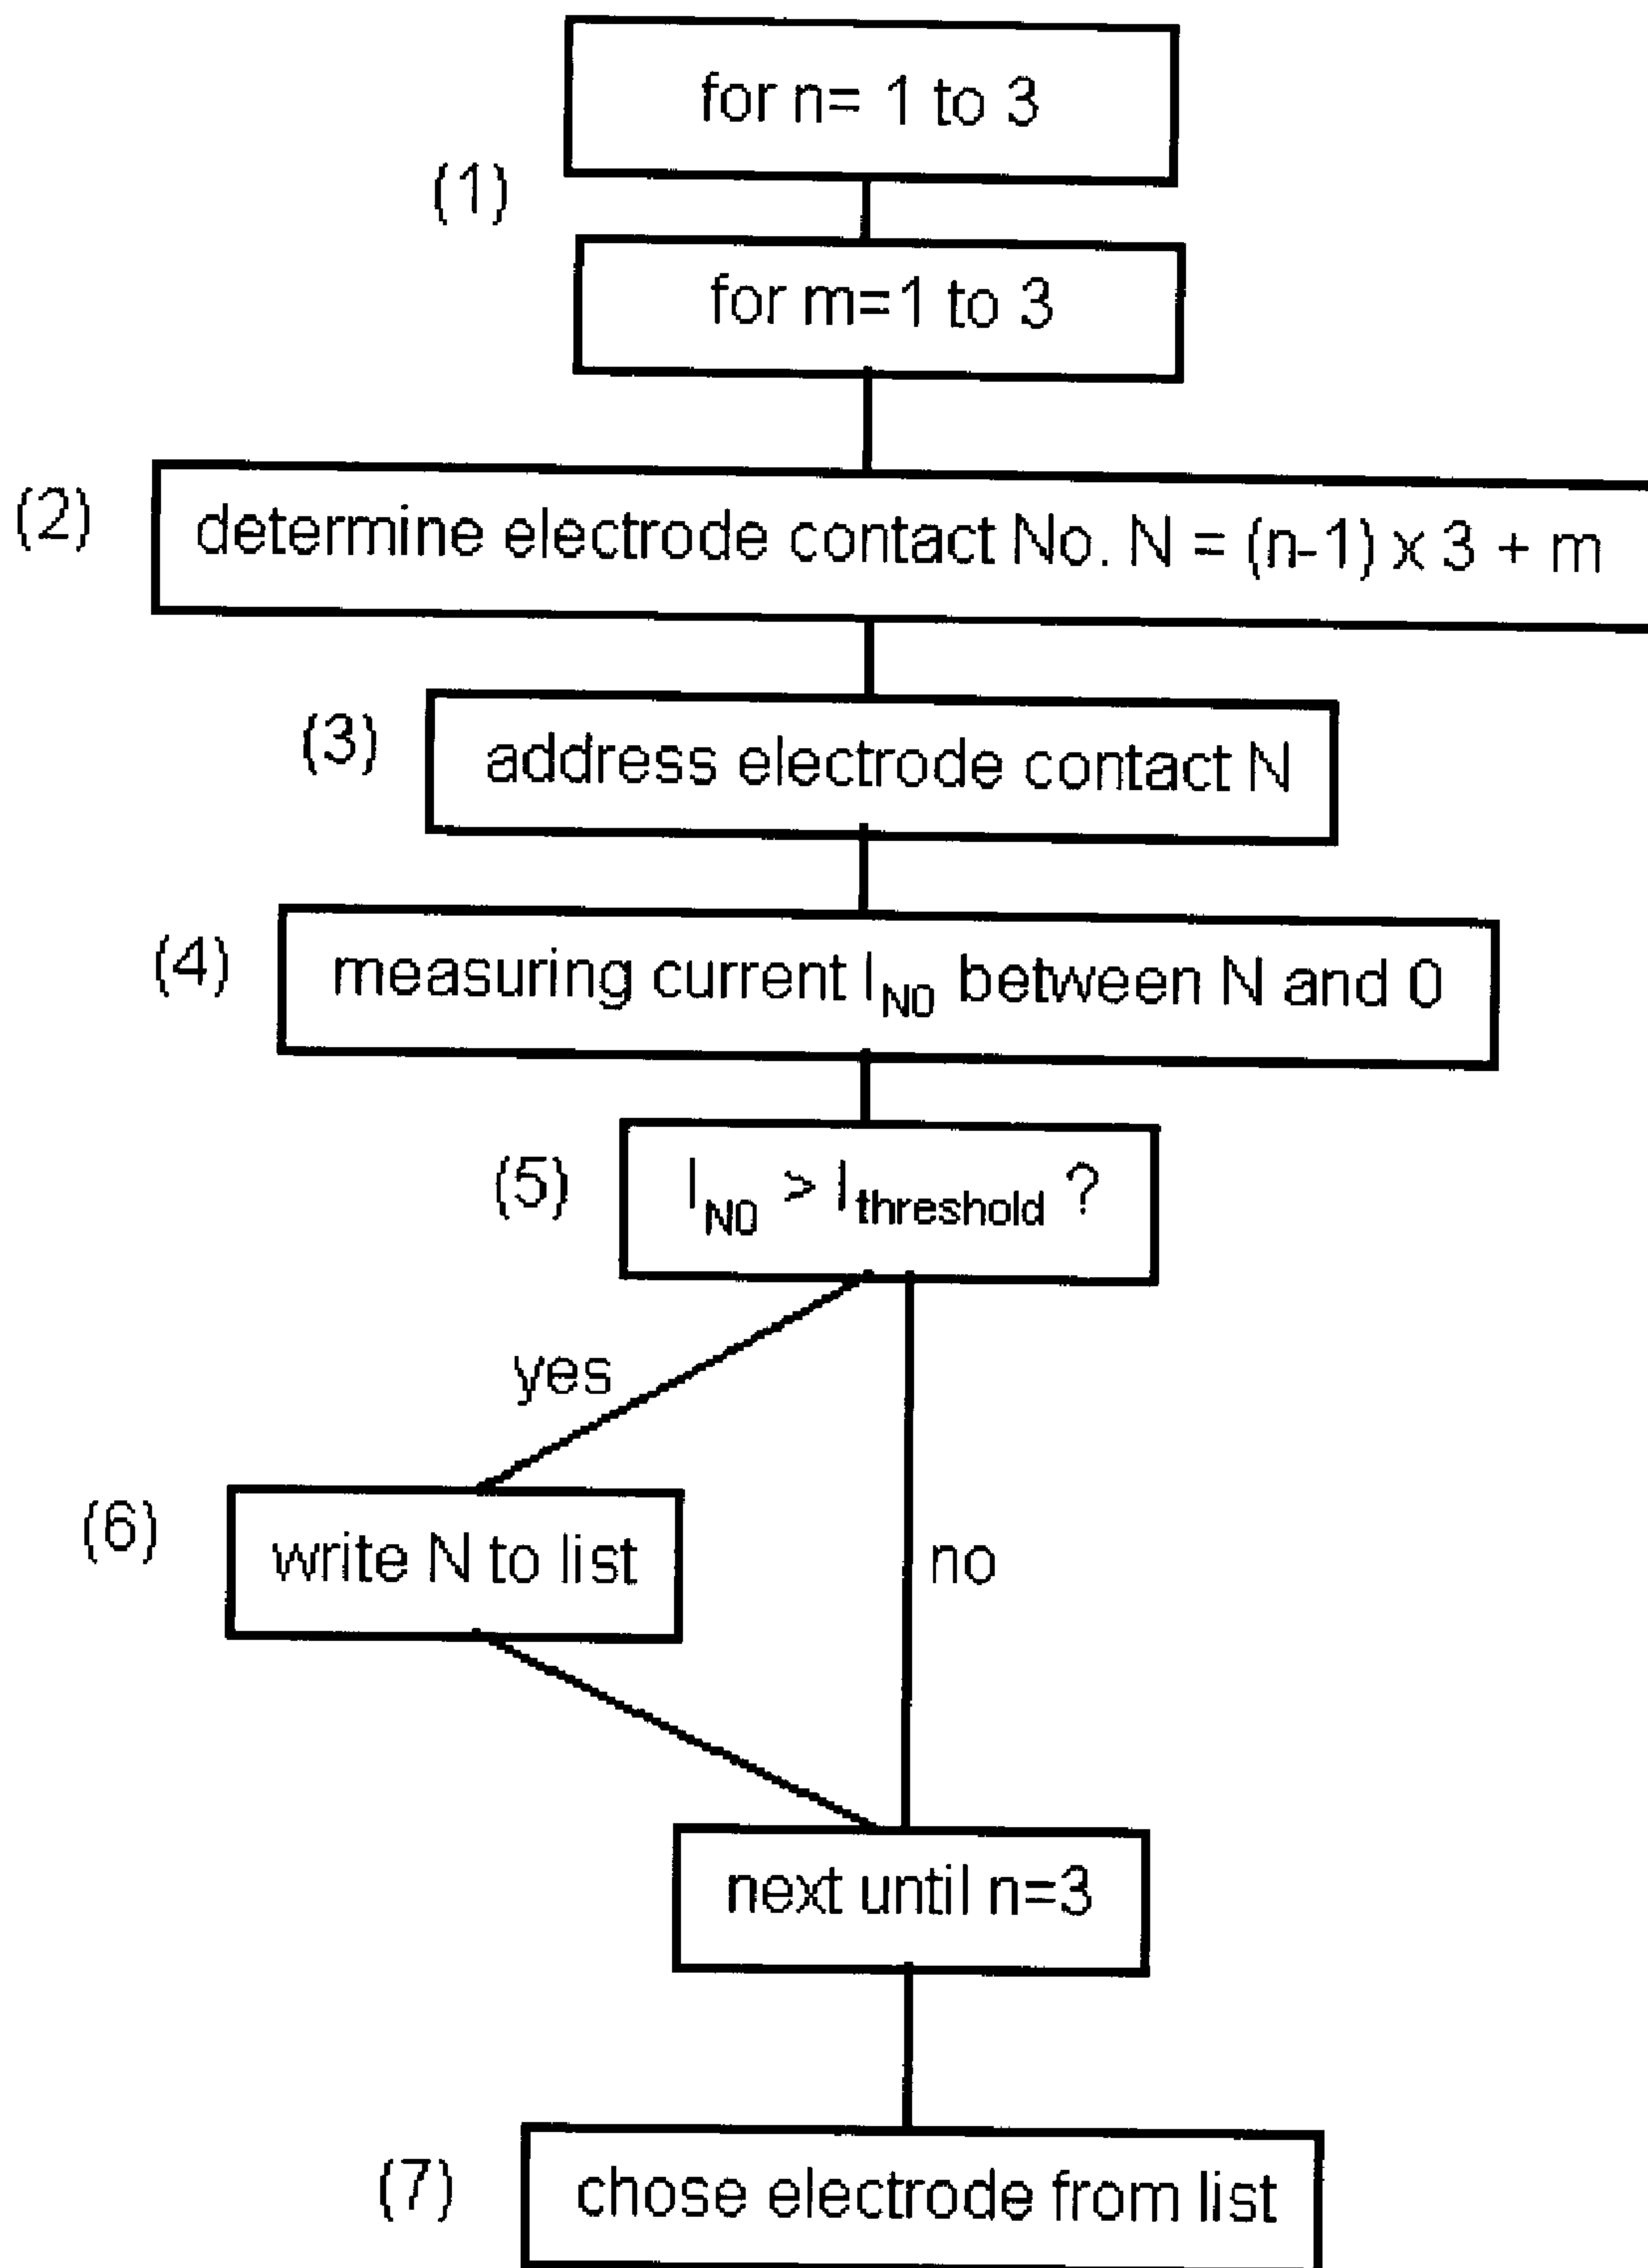 for n= 1 to 3
(1)
for m=1 to 3
(2) determine electrode contact No. N = (n-1) x 3 + m
(3) address electrode contact N
(4) measuring current I_N0 between N and 0
(5) I_N0 > I_threshold ?
yes
(6) write N to list
no
next until n=3
(7) chose electrode from list